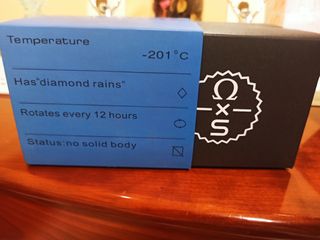 Temperature
-201°C
Has"diamond rains"
Rotates every 12 hours
Status:no solid body
Ω
×
S